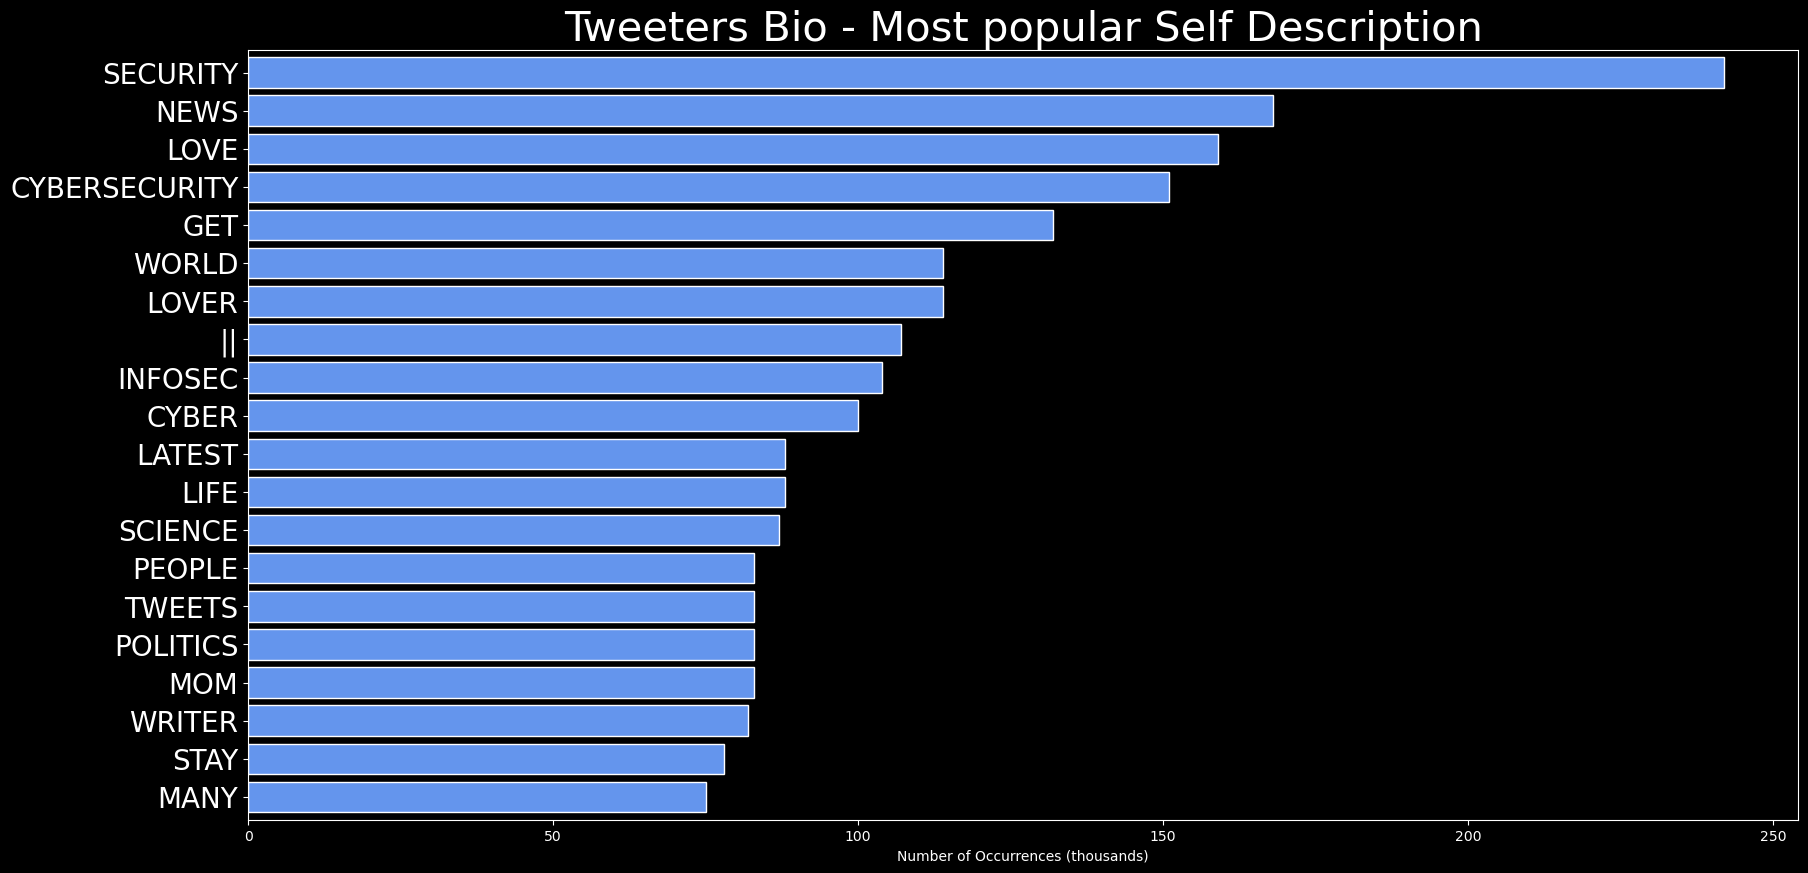 Tweeters Bio - Most popular Self Description
SECURITY
NEWS
LOVE
CYBERSECURITY
GET
WORLD
LOVER
||
INFOSEC
CYBER
LATEST
LIFE
SCIENCE
PEOPLE
TWEETS
POLITICS
MOM
WRITER
STAY
MANY
0 50 100 150 200 250
Number of Occurrences (thousands)